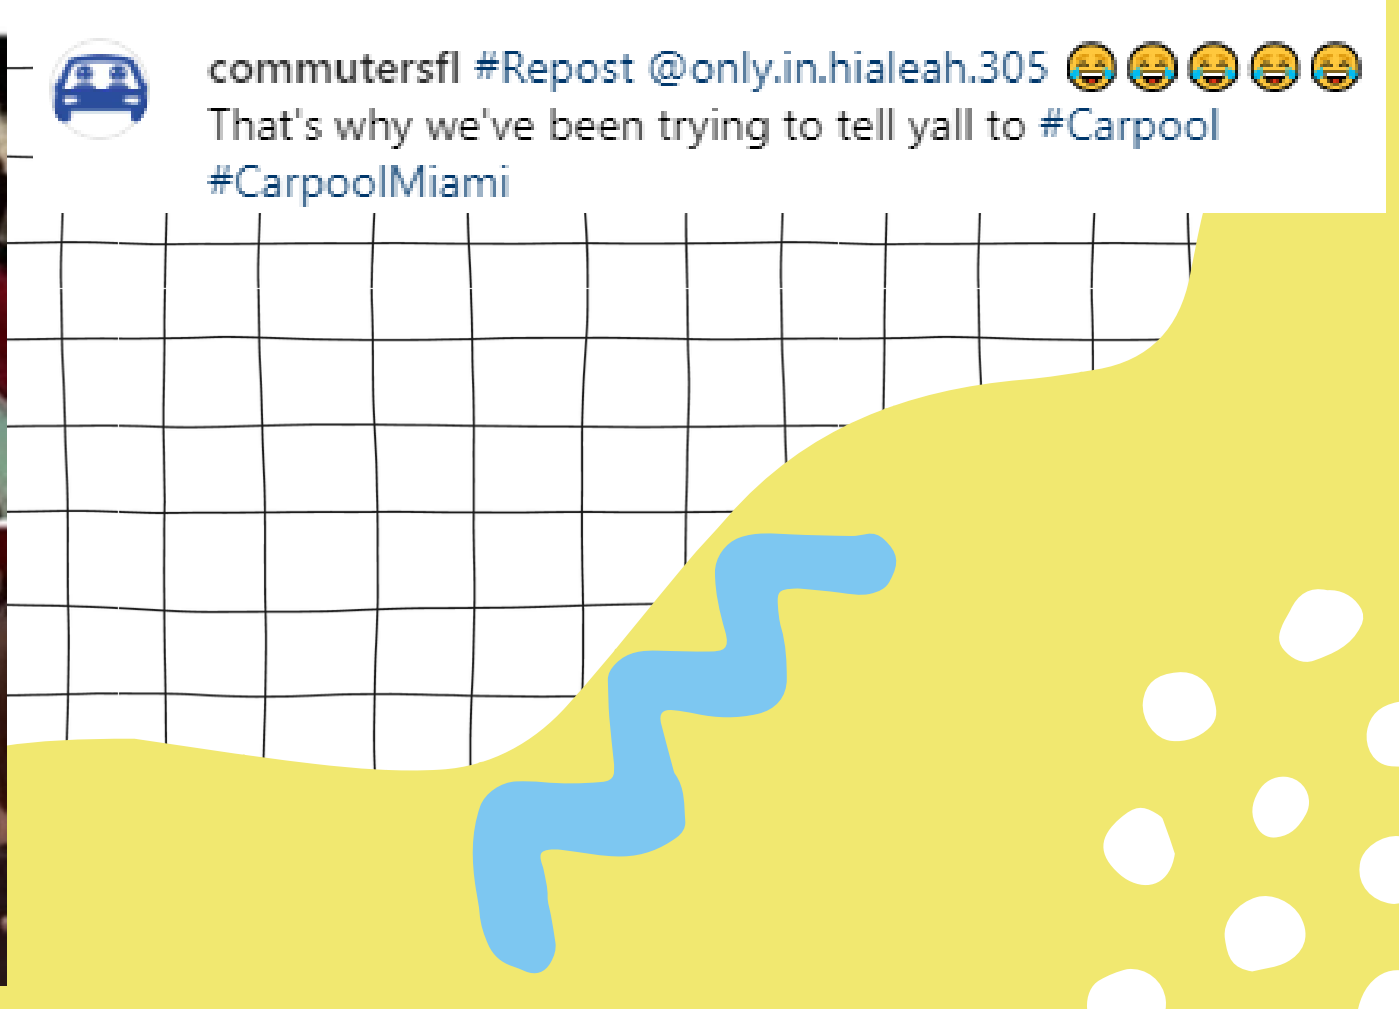 commutersfl #Repost @only.in.hialeah.305 😂😂😂😂😂
That's why we've been trying to tell yall to #Carpool
#CarpoolMiami